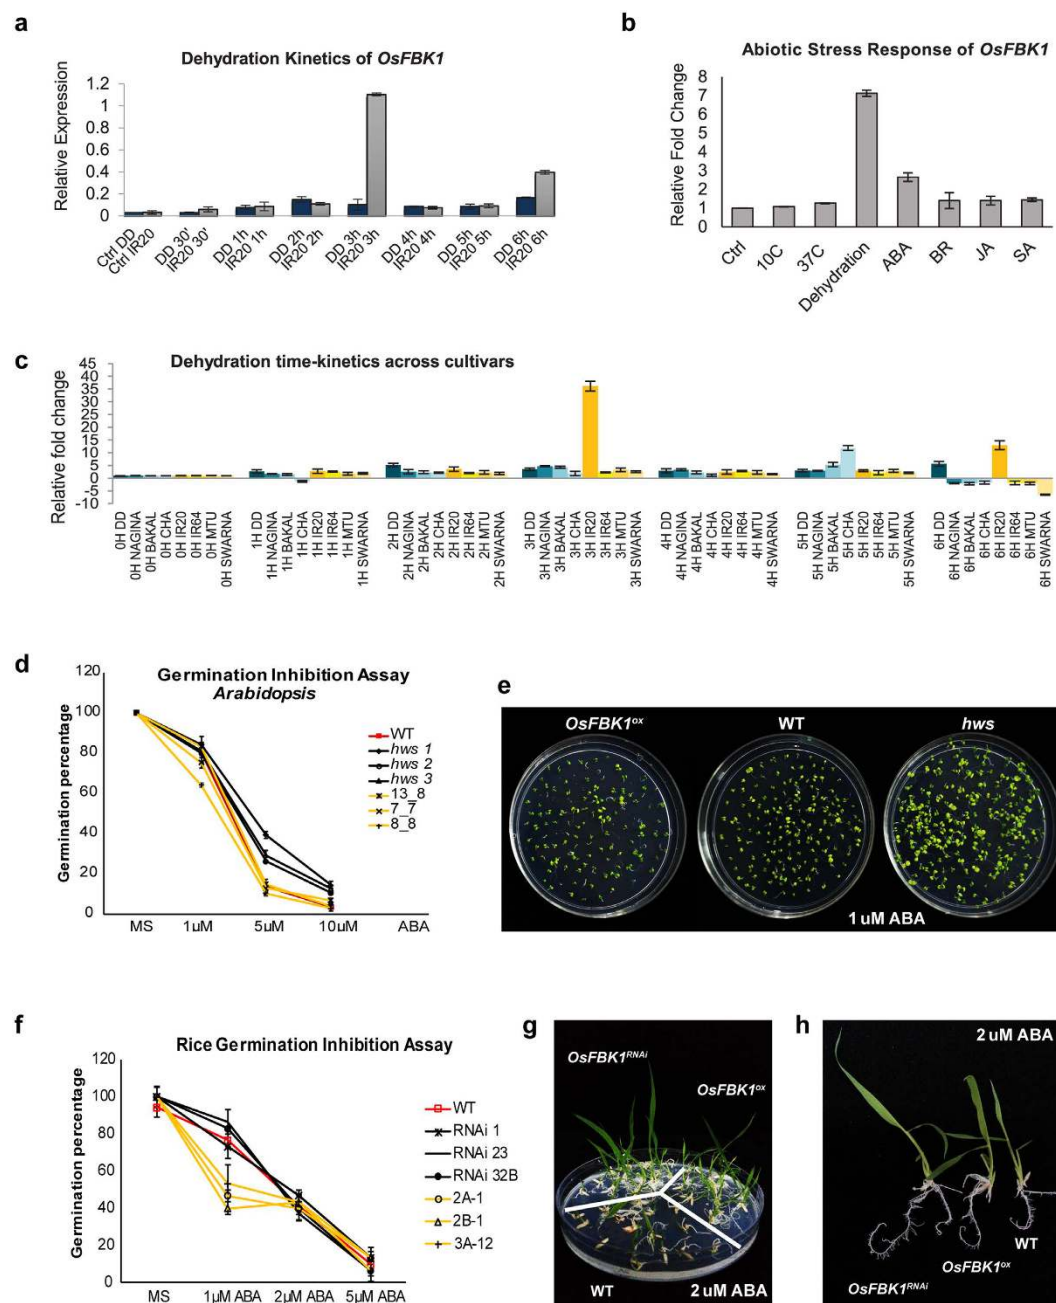 a
Dehydration Kinetics of OsFBK1
Relative Expression
1.2
1
0.8
0.6
0.4
0.2
0
Ctrl DD
Ctrl IR20
DD 30'
IR20 30'
DD 1h
IR20 1h
DD 2h
IR20 2h
DD 3h
IR20 3h
DD 4h
IR20 4h
DD 5h
IR20 5h
DD 6h
IR20 6h
b
Abiotic Stress Response of OsFBK1
Relative Fold Change
8
7
6
5
4
3
2
1
0
Ctrl
10C
37C
Dehydration
ABA
BR
JA
SA
c
Dehydration time-kinetics across cultivars
Relative fold change
45
40
35
30
25
20
15
10
5
0
-5
-10
0H DD
0H NAGINA
0H BAKAL
0H CHA
0H IR20
0H IR64
0H MTU
0H SWARNA
1H DD
1H NAGINA
1H BAKAL
1H CHA
1H IR20
1H IR64
1H MTU
1H SWARNA
2H DD
2H NAGINA
2H BAKAL
2H CHA
2H IR20
2H IR64
2H MTU
2H SWARNA
3H DD
3H NAGINA
3H BAKAL
3H CHA
3H IR20
3H IR64
3H MTU
3H SWARNA
4H DD
4H NAGINA
4H BAKAL
4H CHA
4H IR20
4H IR64
4H MTU
4H SWARNA
5H DD
5H NAGINA
5H BAKAL
5H CHA
5H IR20
5H IR64
5H MTU
5H SWARNA
6H DD
6H NAGINA
6H BAKAL
6H CHA
6H IR20
6H IR64
6H MTU
6H SWARNA
d
Germination Inhibition Assay
Arabidopsis
Germination percentage
120
100
80
60
40
20
0
MS 1µM 5µM 10µM ABA
WT
hws 1
hws 2
hws 3
13_8
7_7
8_8
e
OsFBK1ox WT hws
1 uM ABA
f
Rice Germination Inhibition Assay
Germination percentage
120
100
80
60
40
20
0
MS 1µM ABA 2µM ABA 5µM ABA
WT
RNAi 1
RNAi 23
RNAi 32B
2A-1
2B-1
3A-12
g
OsFBK1RNAi
OsFBK1ox
WT 2 uM ABA
h
2 uM ABA
WT
OsFBK1ox
OsFBK1RNAi